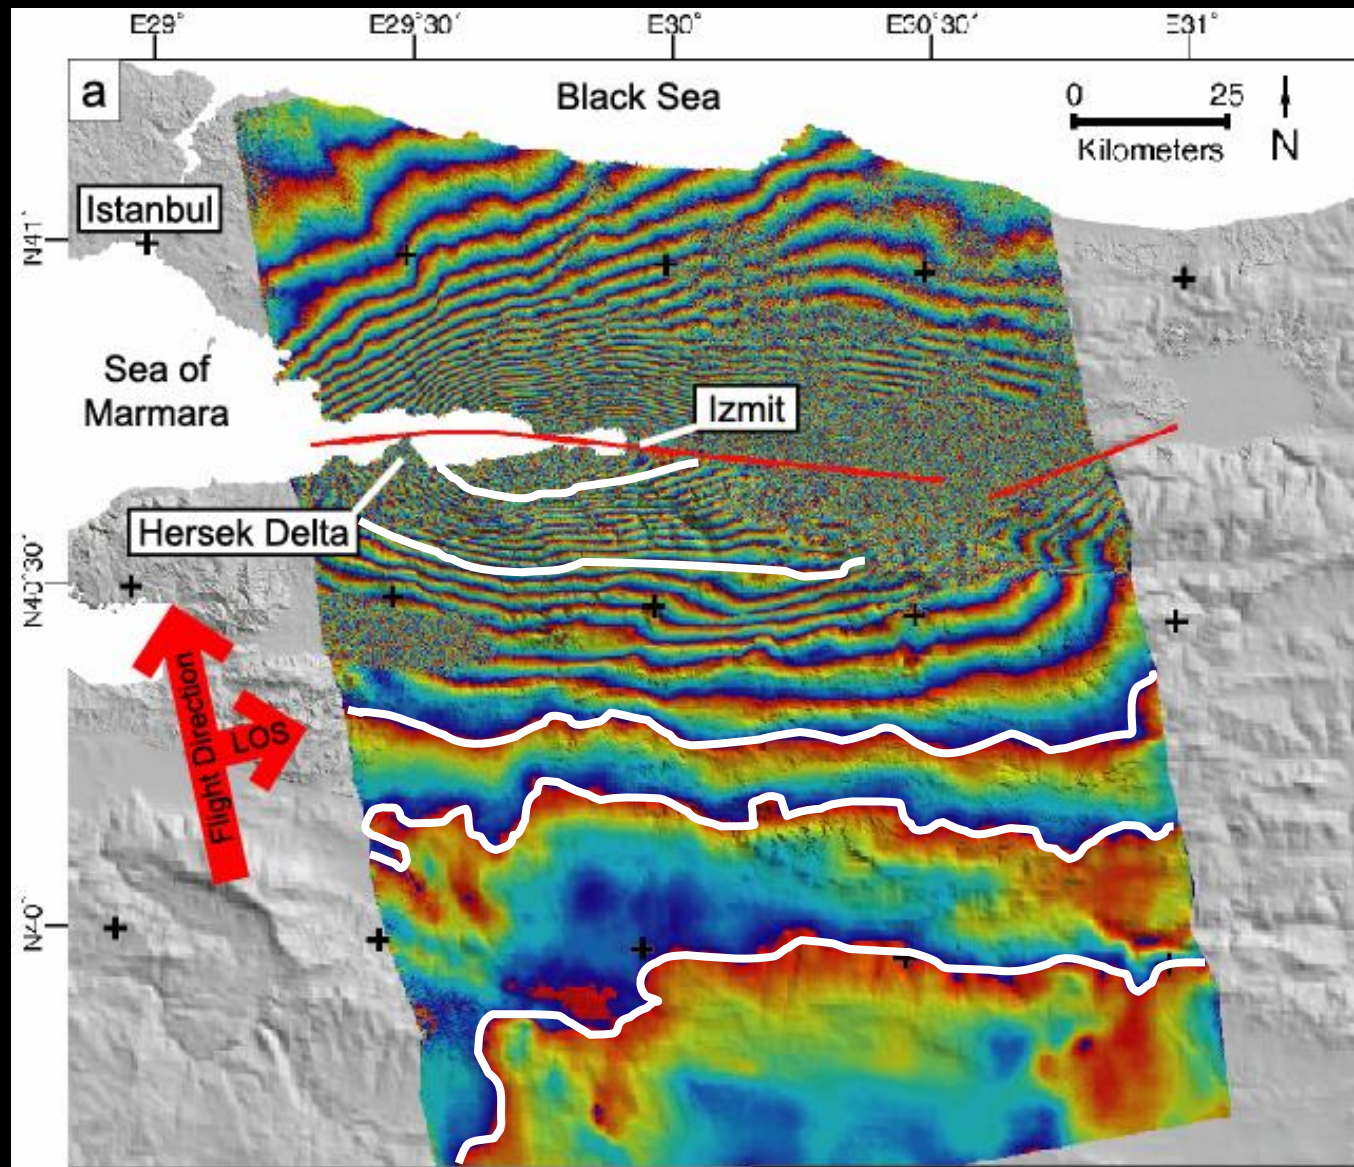 E29° E29°30′ E30° E30°30′ E31°
a
Black Sea
0 25
Kilometers
N
Istanbul
N41°
Sea of
Marmara
Izmit
Hersek Delta
N40°30′
Flight Direction
LOS
N40°